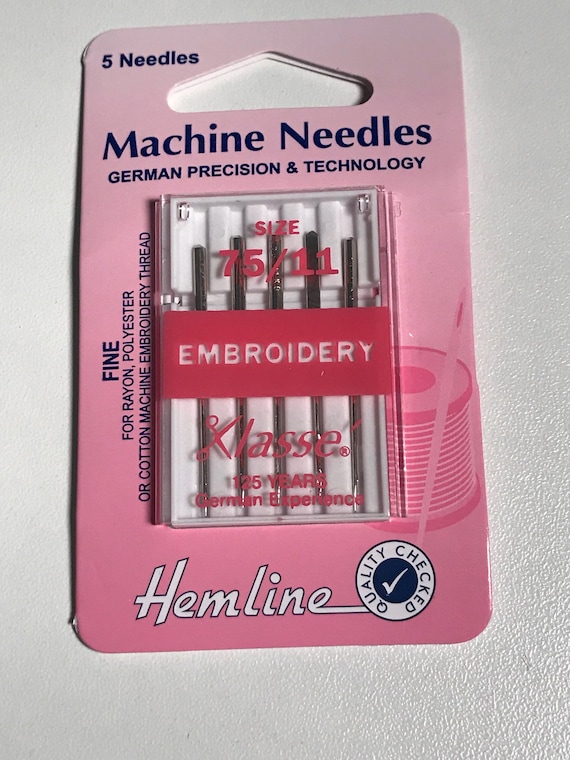 5 Needles
Machine Needles
GERMAN PRECISION & TECHNOLOGY
SIZE
75/11
EMBROIDERY
Klassé®
125 YEARS
German Experience
FINE
FOR RAYON, POLYESTER
OR COTTON MACHINE EMBROIDERY THREAD
Hemline
QUALITY CHECKED